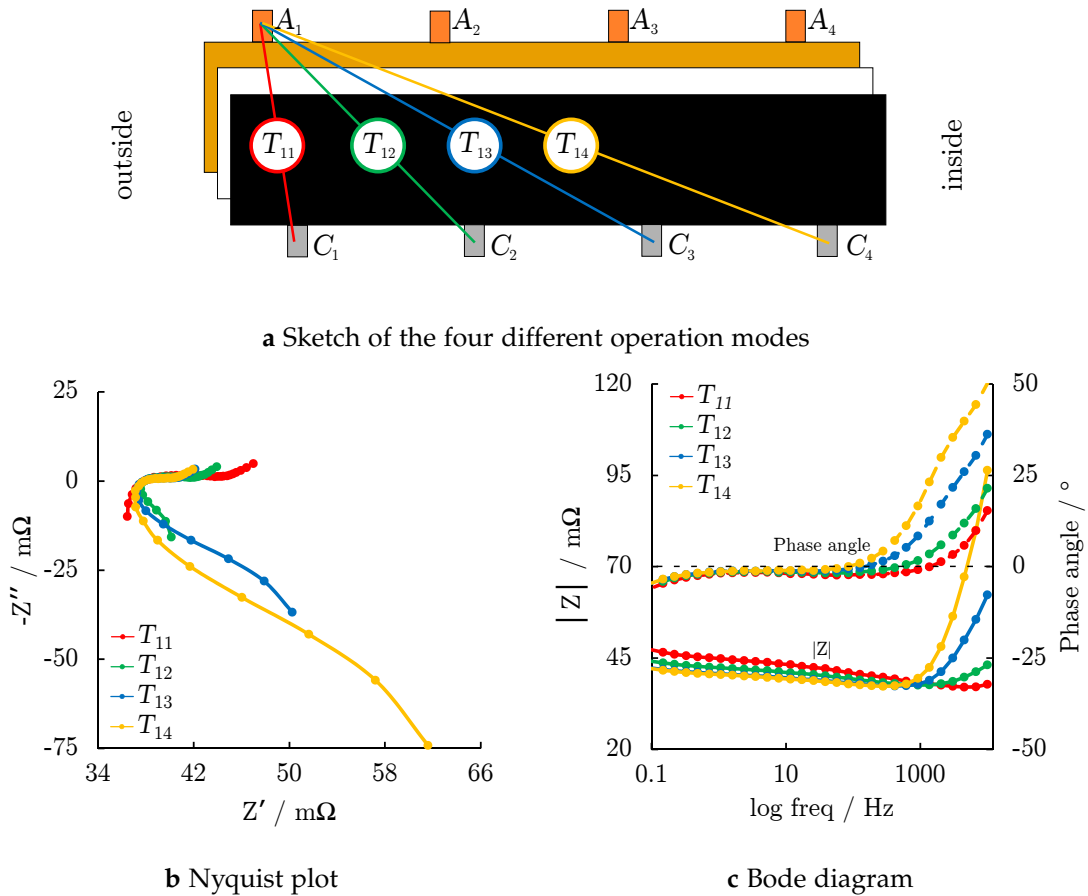 A₁ A₂ A₃ A₄
outside
inside
T₁₁ T₁₂ T₁₃ T₁₄
C₁ C₂ C₃ C₄
a Sketch of the four different operation modes
25
0
-25
-50
-75
-Z′′ / mΩ
T₁₁
T₁₂
T₁₃
T₁₄
34 42 50 58 66
Z′ / mΩ
b Nyquist plot
120
95
70
45
20
|Z| / mΩ
T₁₁
T₁₂
T₁₃
T₁₄
Phase angle
|Z|
50
25
0
-25
-50
Phase angle / °
0.1 10 1000
log freq / Hz
c Bode diagram